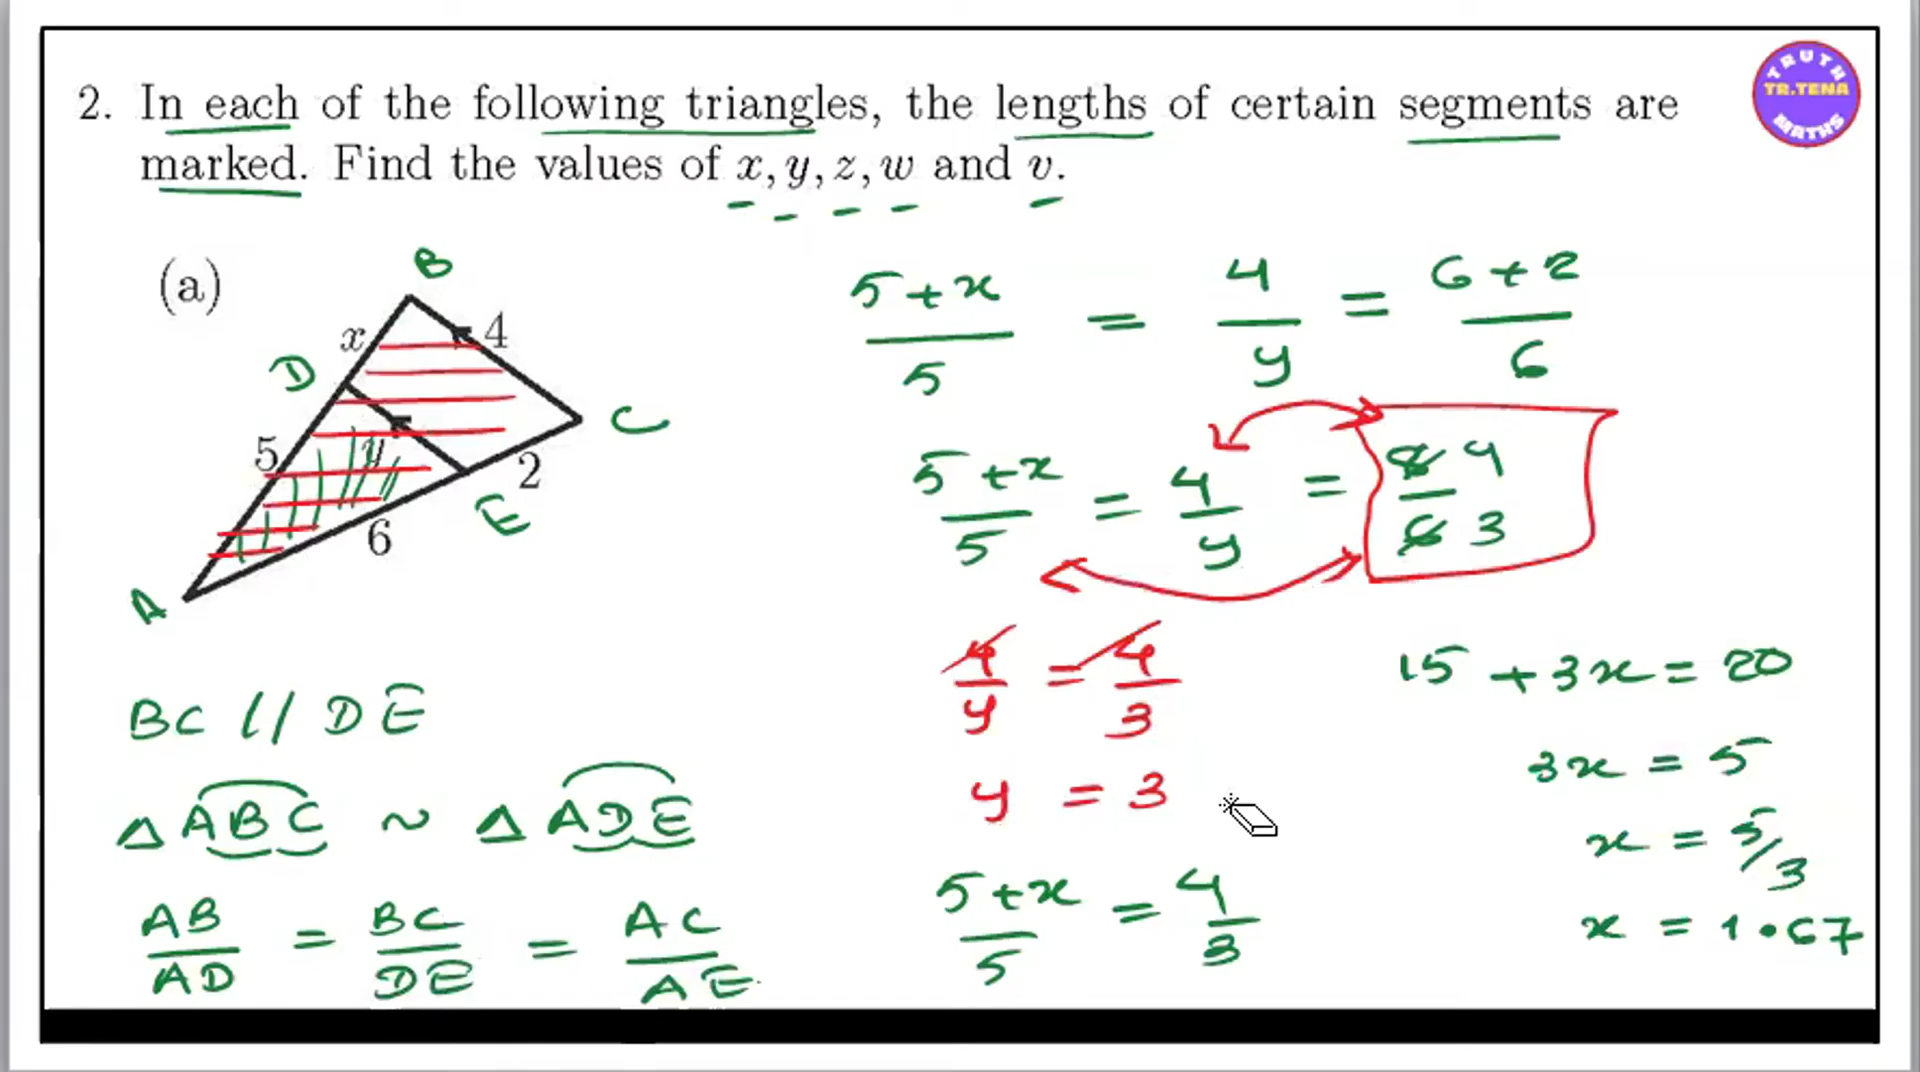 2. In each of the following triangles, the lengths of certain segments are
marked. Find the values of x, y, z, w and v.
TRUTH
TR.TENA
MATHS
(a)
B
x
4
D
C
5
y
2
6
E
A
BC // DE
△ABC ~ △ADE
AB/AD = BC/DE = AC/AE
5+x/5 = 4/y = 6+2/6
5+x/5 = 4/y = 8/6 4/3
4/y = 4/3
y = 3
5+x/5 = 4/3
15 + 3x = 20
3x = 5
x = 5/3
x = 1.67